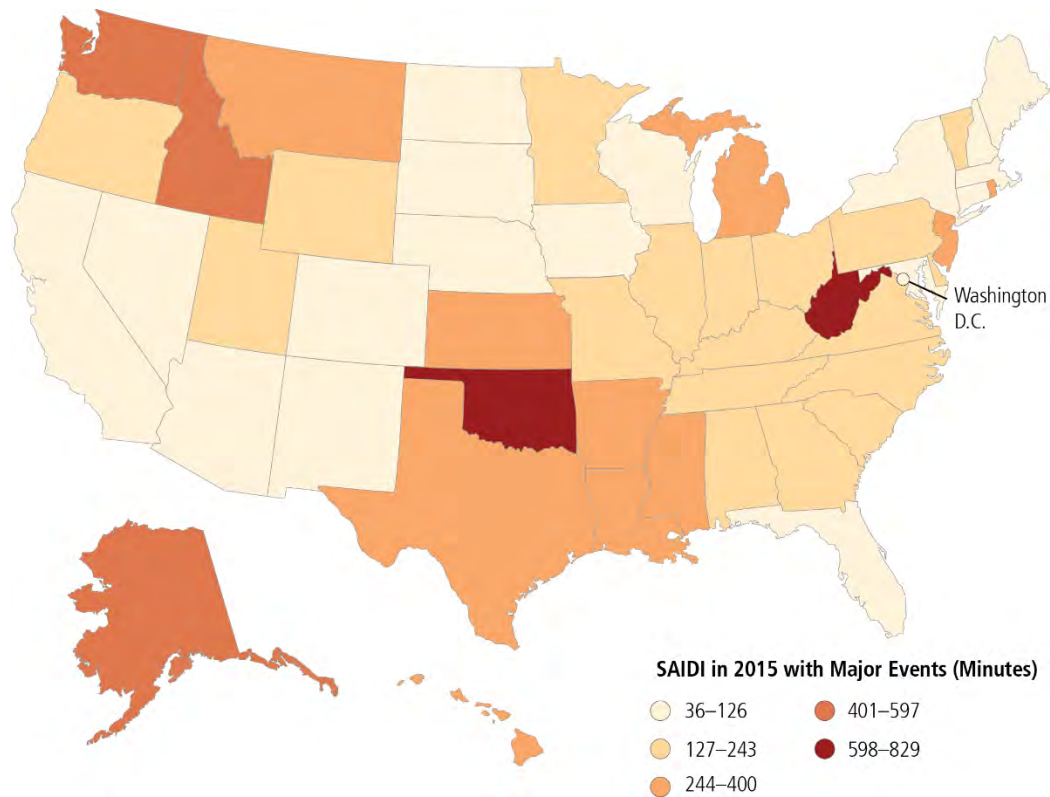 Washington
D.C.
SAIDI in 2015 with Major Events (Minutes)
36–126
401–597
127–243
598–829
244–400